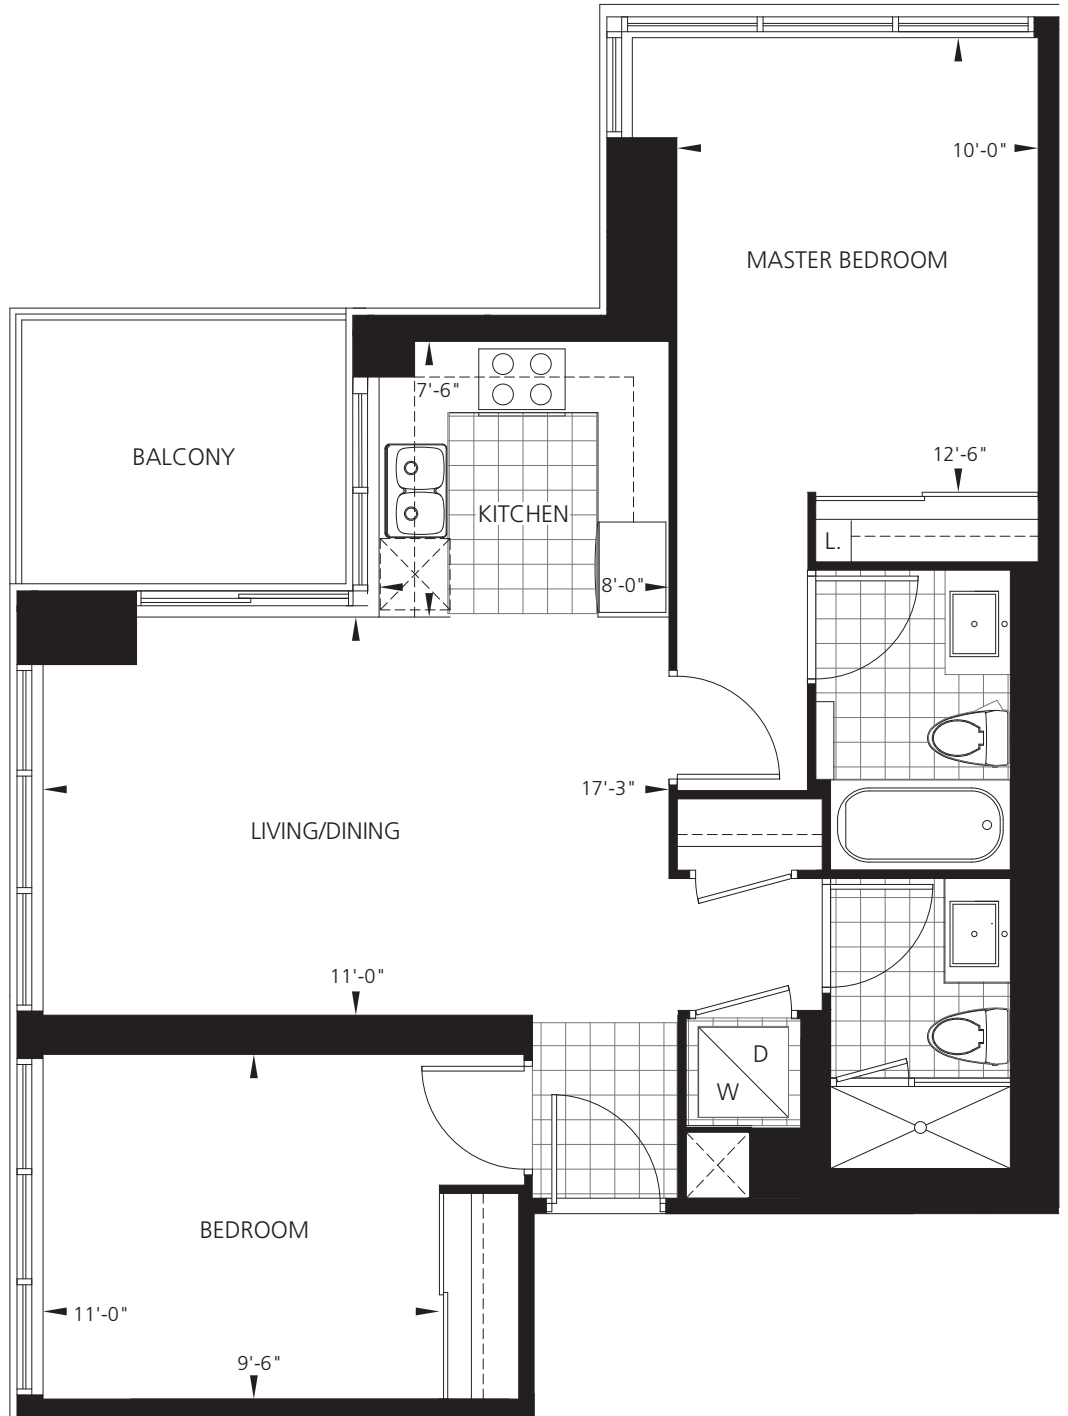 10'-0"
MASTER BEDROOM
7'-6"
12'-6"
BALCONY
KITCHEN
L.
8'-0"
17'-3"
LIVING/DINING
11'-0"
D
W
BEDROOM
11'-0"
9'-6"